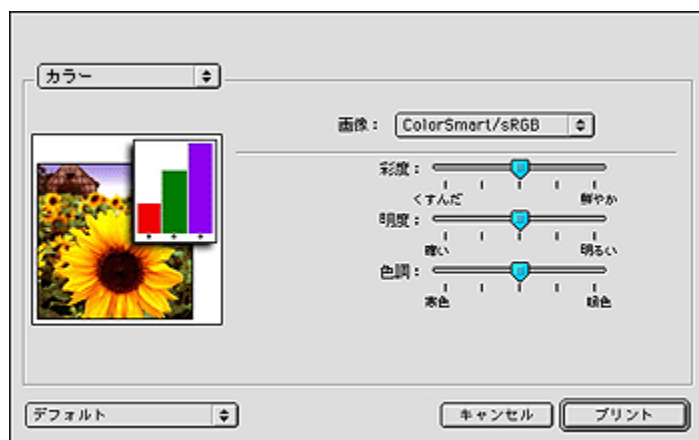 カラー
画像： ColorSmart/sRGB
彩度：
くすんだ 鮮やか
明度：
暗い 明るい
色調：
寒色 暖色
デフォルト キャンセル プリント